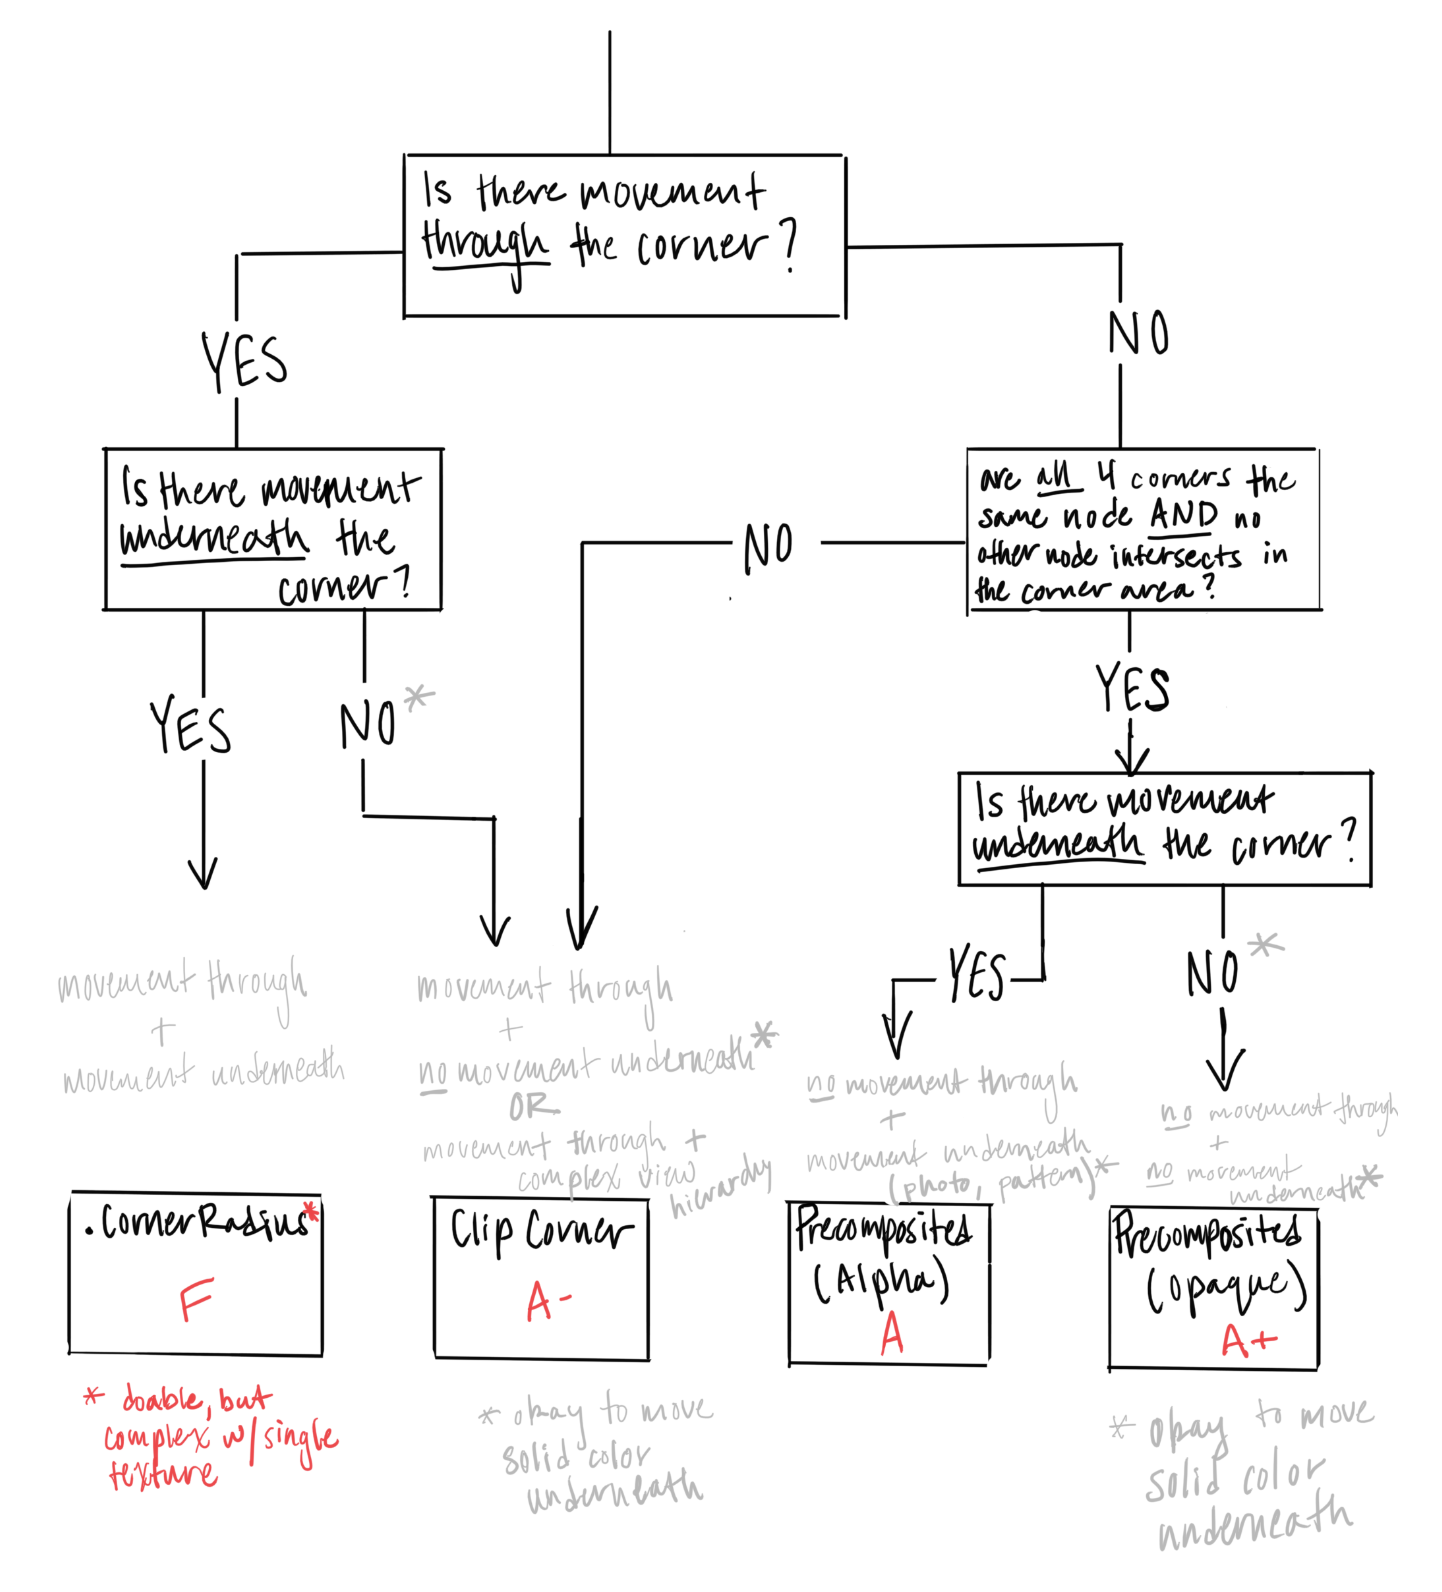 Is there movement
through the corner?
YES
NO
Is there movement
underneath the
corner?
are all 4 corners the
same node AND no
other node intersects in
the corner area?
NO
YES
YES
NO*
Is there movement
underneath the corner?
YES
NO*
movement through
+
movement underneath
movement through
+
no movement underneath*
OR
movement through +
complex view
hierardhy
no movement through
+
movement underneath
(photo, pattern)*
no movement through
+
no movement
underneath*
.CornerRadius*
F
Clip Corner
A-
Precomposited
(Alpha)
A
Precomposited
(opaque)
A+
* doable, but
complex w/single
texture
* okay to move
solid color
underneath
* okay to move
solid color
underneath